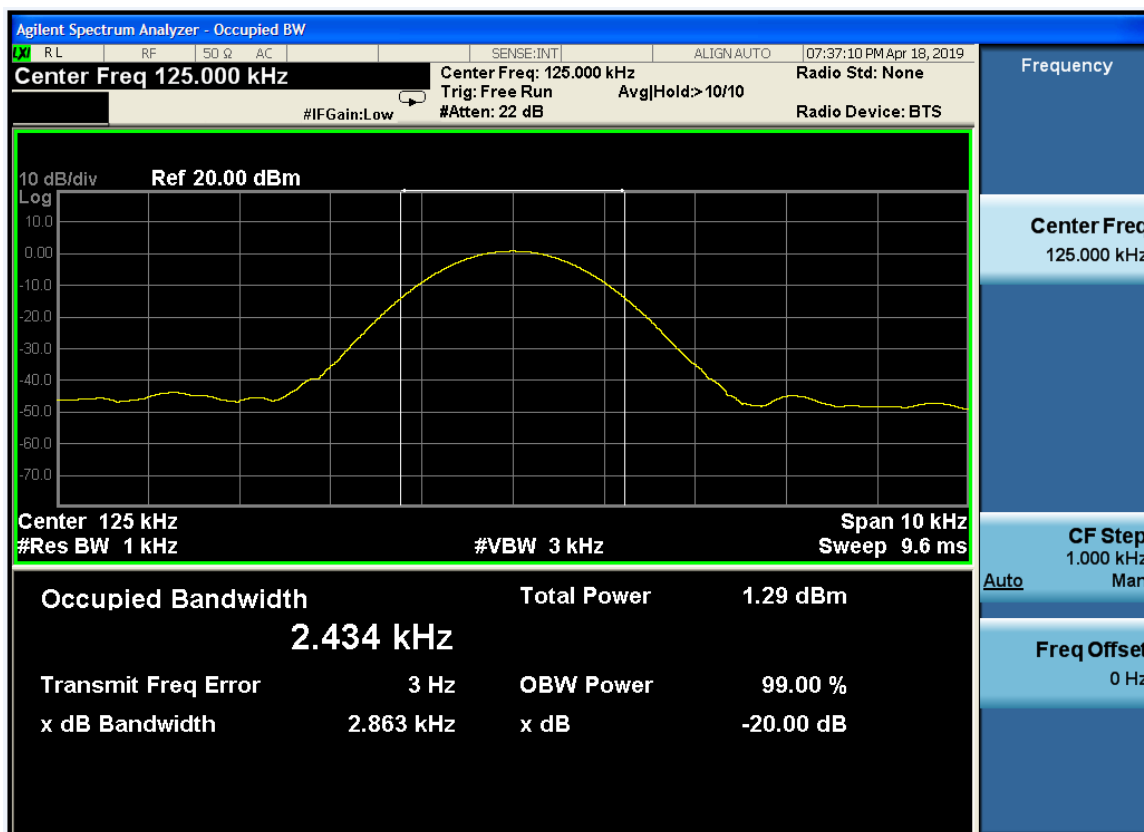 Agilent Spectrum Analyzer - Occupied BW
LXI RL RF 50 Ω AC SENSE:INT ALIGNAUTO 07:37:10 PM Apr 18, 2019
Center Freq 125.000 kHz
Center Freq: 125.000 kHz Radio Std: None
Trig: Free Run Avg|Hold:>10/10
#IFGain:Low #Atten: 22 dB Radio Device: BTS
10 dB/div Ref 20.00 dBm
Log
10.0
0.00
-10.0
-20.0
-30.0
-40.0
-50.0
-60.0
-70.0
Center 125 kHz Span 10 kHz
#Res BW 1 kHz #VBW 3 kHz Sweep 9.6 ms
Occupied Bandwidth Total Power 1.29 dBm
2.434 kHz
Transmit Freq Error 3 Hz OBW Power 99.00 %
x dB Bandwidth 2.863 kHz x dB -20.00 dB
Frequency
Center Freq
125.000 kHz
CF Step
1.000 kHz
Auto Man
Freq Offset
0 Hz